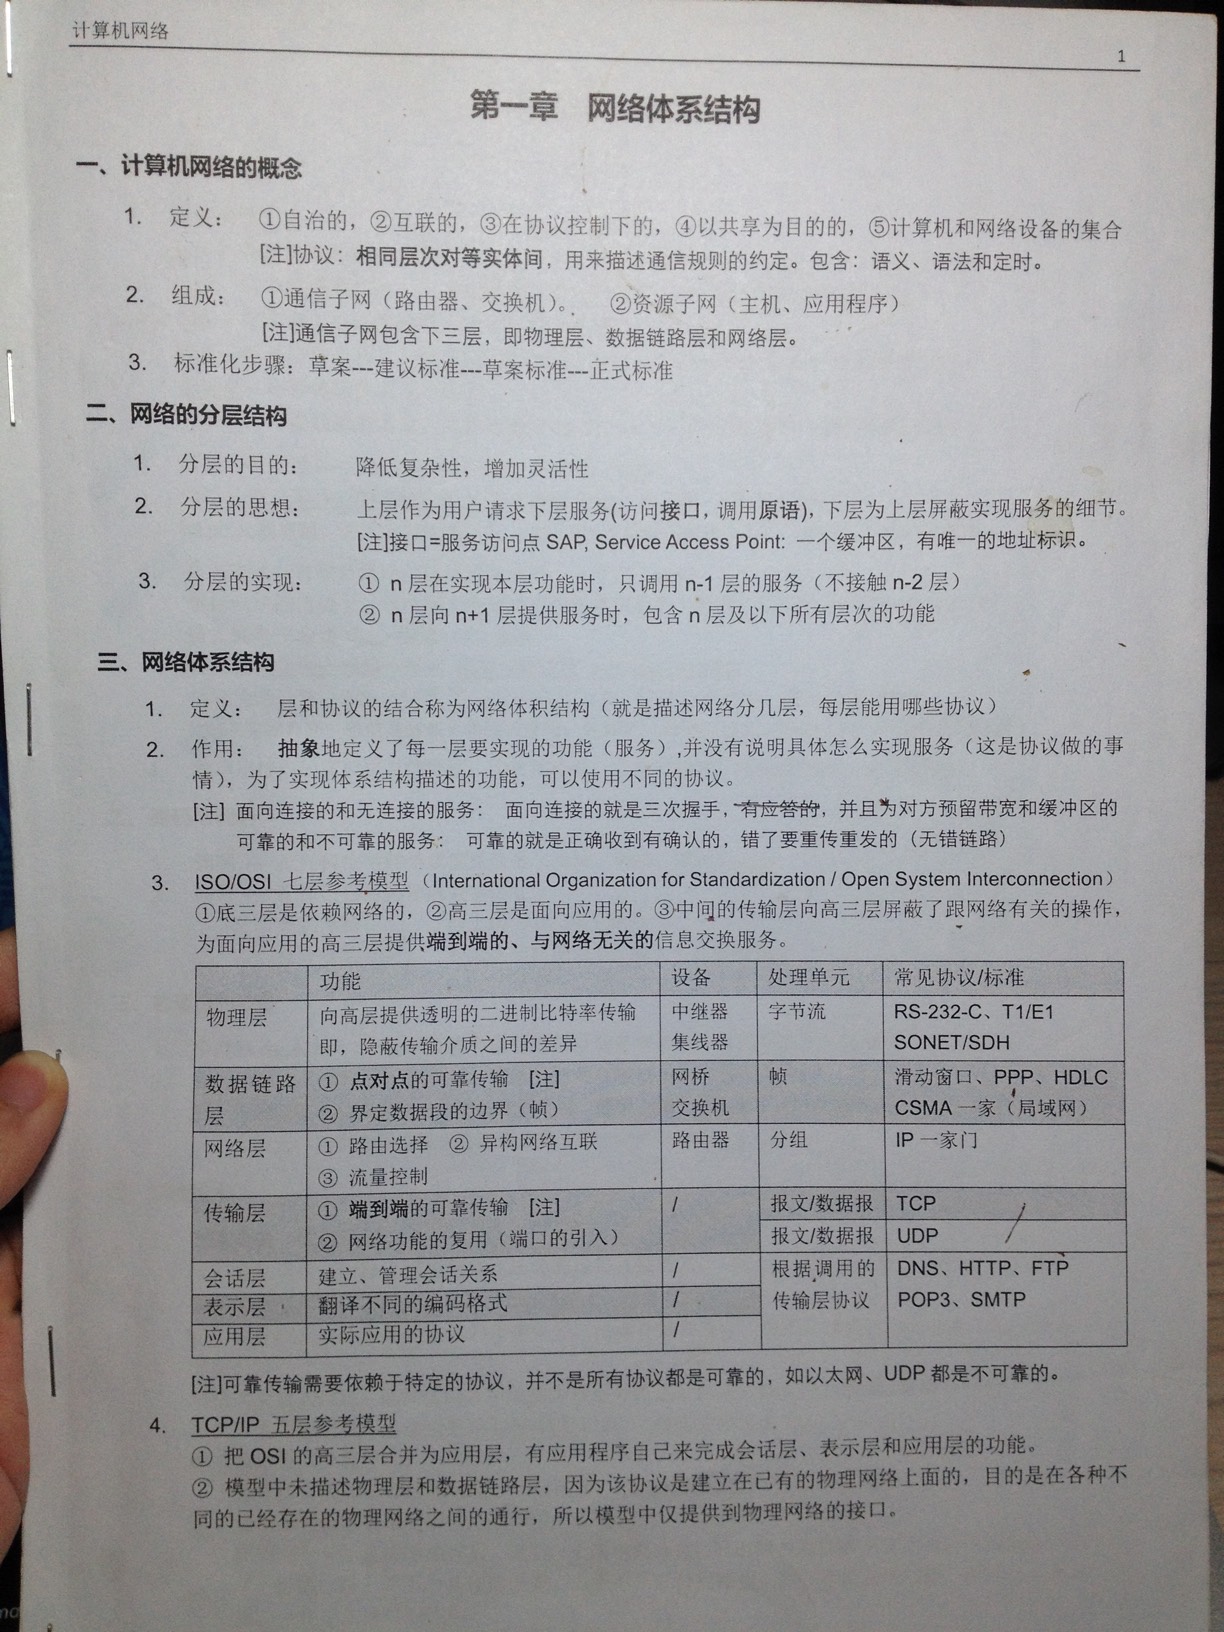 计算机网络
1
第一章 网络体系结构
一、计算机网络的概念
1. 定义： ①自治的，②互联的，③在协议控制下的，④以共享为目的的，⑤计算机和网络设备的集合
[注]协议：相同层次对等实体间，用来描述通信规则的约定。包含：语义、语法和定时。
2. 组成： ①通信子网（路由器、交换机）。 ②资源子网（主机、应用程序）
[注]通信子网包含下三层，即物理层、数据链路层和网络层。
3. 标准化步骤：草案---建议标准---草案标准---正式标准
二、网络的分层结构
1. 分层的目的： 降低复杂性，增加灵活性
2. 分层的思想： 上层作为用户请求下层服务(访问接口，调用原语)，下层为上层屏蔽实现服务的细节。
[注]接口=服务访问点 SAP, Service Access Point: 一个缓冲区，有唯一的地址标识。
3. 分层的实现： ① n 层在实现本层功能时，只调用 n-1 层的服务（不接触 n-2 层）
② n 层向 n+1 层提供服务时，包含 n 层及以下所有层次的功能
三、网络体系结构
1. 定义： 层和协议的结合称为网络体积结构（就是描述网络分几层，每层能用哪些协议）
2. 作用： 抽象地定义了每一层要实现的功能（服务）,并没有说明具体怎么实现服务（这是协议做的事
情），为了实现体系结构描述的功能，可以使用不同的协议。
[注] 面向连接的和无连接的服务： 面向连接的就是三次握手，有应答的，并且为对方预留带宽和缓冲区的
可靠的和不可靠的服务： 可靠的就是正确收到有确认的，错了要重传重发的（无错链路）
3. ISO/OSI 七层参考模型（International Organization for Standardization / Open System Interconnection）
①底三层是依赖网络的，②高三层是面向应用的。③中间的传输层向高三层屏蔽了跟网络有关的操作，
为面向应用的高三层提供端到端的、与网络无关的信息交换服务。
功能 设备 处理单元 常见协议/标准
物理层 向高层提供透明的二进制比特率传输 中继器 字节流 RS-232-C、T1/E1
即，隐蔽传输介质之间的差异 集线器 SONET/SDH
数据链路 ① 点对点的可靠传输 [注] 网桥 帧 滑动窗口、PPP、HDLC
层 ② 界定数据段的边界（帧） 交换机 CSMA 一家（局域网）
网络层 ① 路由选择 ② 异构网络互联 路由器 分组 IP 一家门
③ 流量控制
传输层 ① 端到端的可靠传输 [注] / 报文/数据报 TCP
② 网络功能的复用（端口的引入） 报文/数据报 UDP
会话层 建立、管理会话关系 / 根据调用的 DNS、HTTP、FTP
表示层 翻译不同的编码格式 / 传输层协议 POP3、SMTP
应用层 实际应用的协议 /
[注]可靠传输需要依赖于特定的协议，并不是所有协议都是可靠的，如以太网、UDP 都是不可靠的。
4. TCP/IP 五层参考模型
① 把 OSI 的高三层合并为应用层，有应用程序自己来完成会话层、表示层和应用层的功能。
② 模型中未描述物理层和数据链路层，因为该协议是建立在已有的物理网络上面的，目的是在各种不
同的已经存在的物理网络之间的通行，所以模型中仅提供到物理网络的接口。